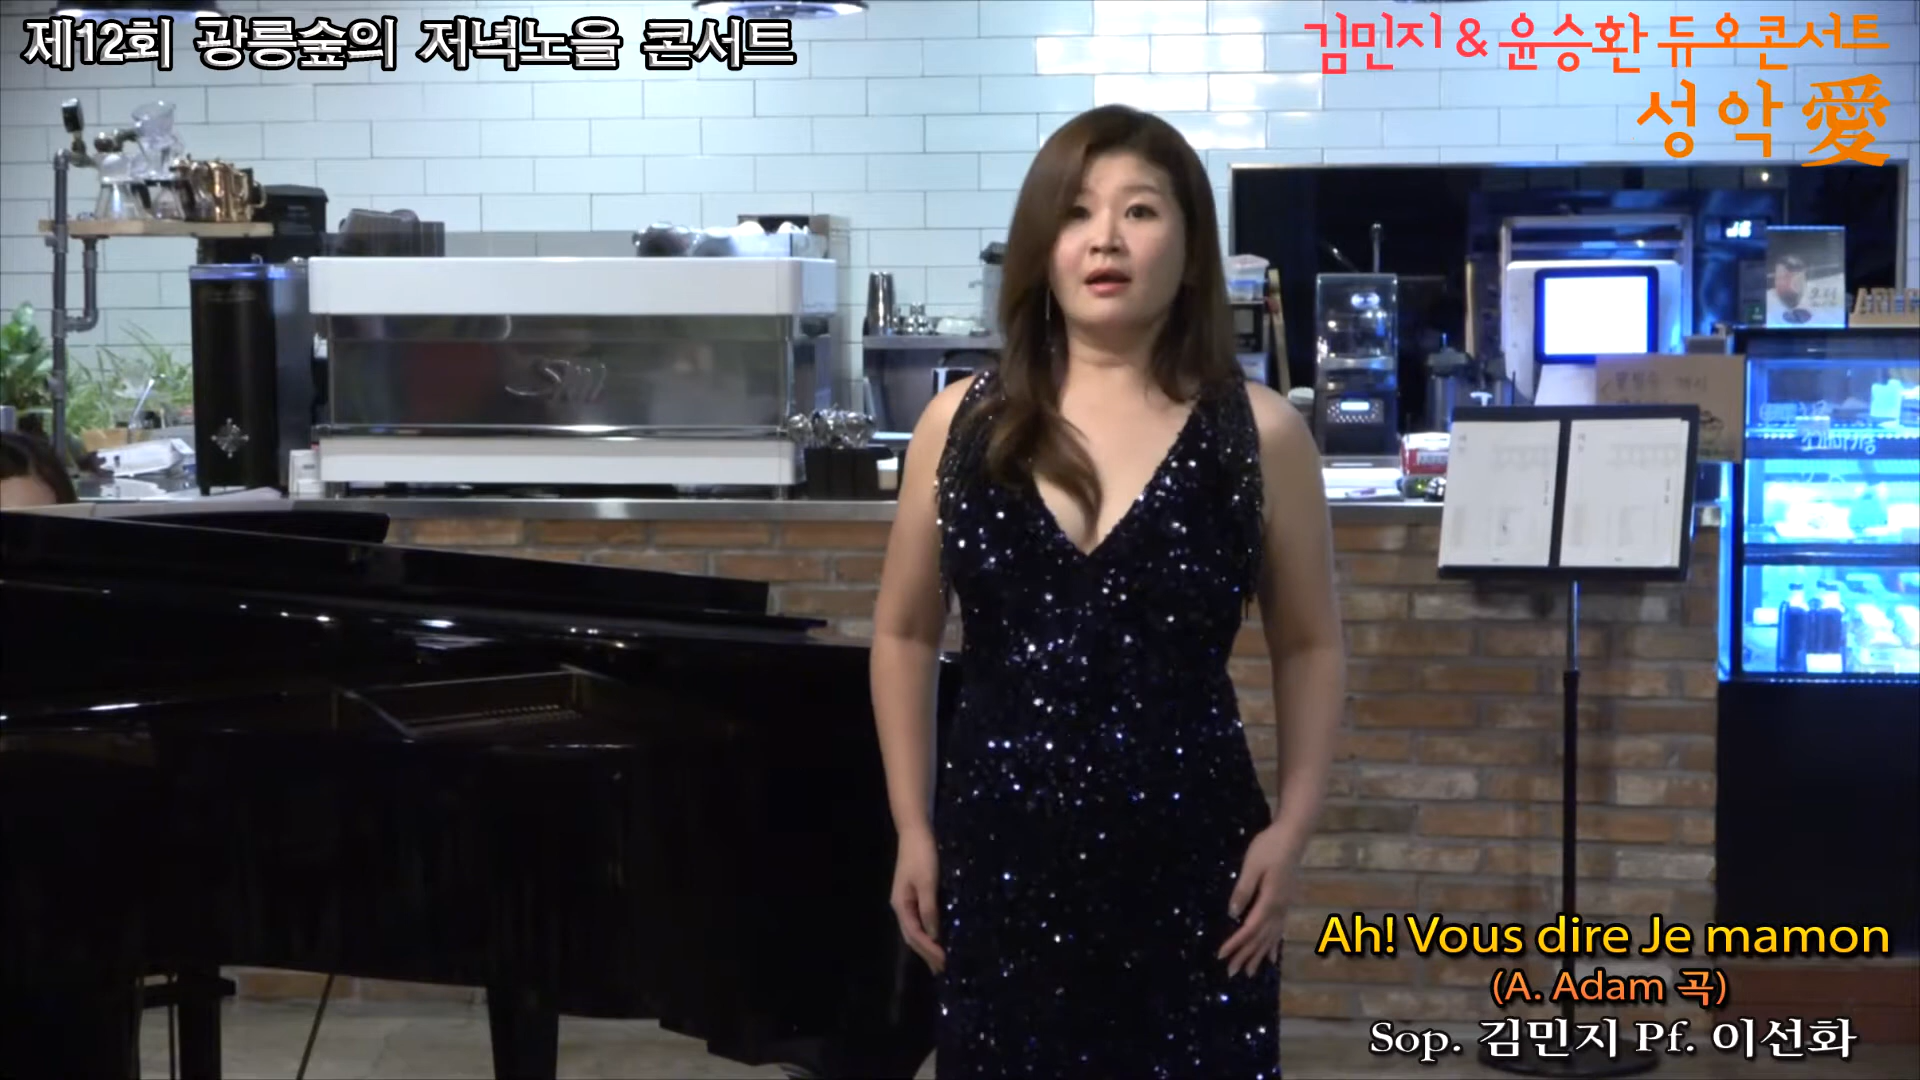 제12회 광릉숲의 저녁노을 콘서트
김민지 & 윤승환 듀오콘서트
성악 愛
Ah! Vous dire Je mamon
(A. Adam 곡)
Sop. 김민지 Pf. 이선화